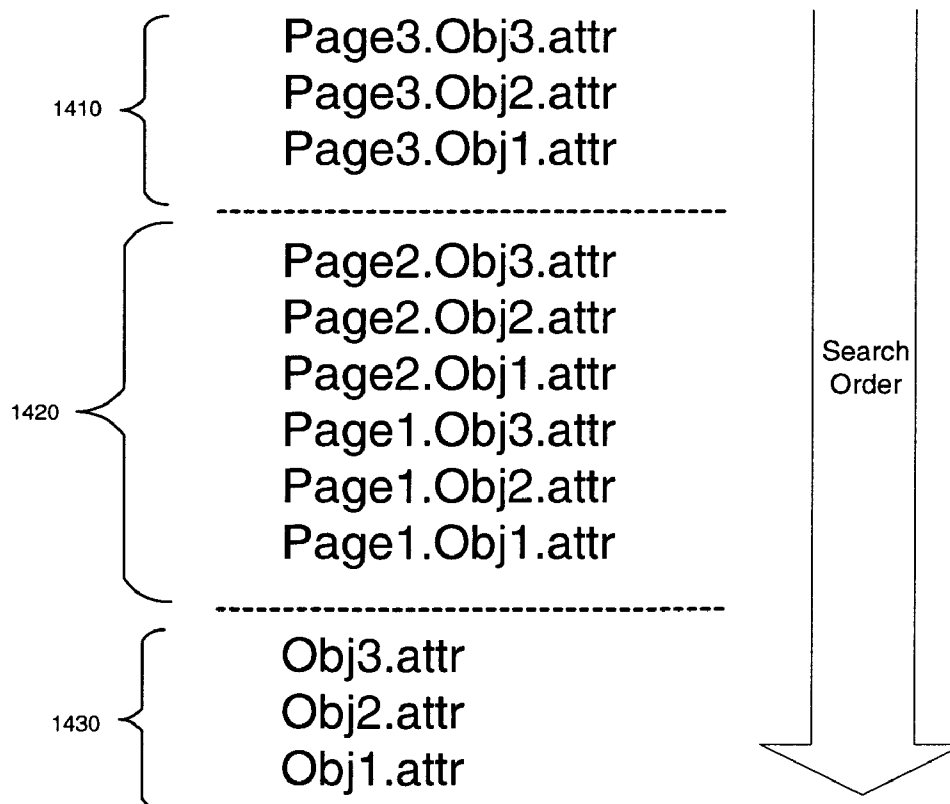 Page3.Obj3.attr
Page3.Obj2.attr
Page3.Obj1.attr
1410
Page2.Obj3.attr
Page2.Obj2.attr
Page2.Obj1.attr
Page1.Obj3.attr
Page1.Obj2.attr
Page1.Obj1.attr
1420
Obj3.attr
Obj2.attr
Obj1.attr
1430
Search
Order